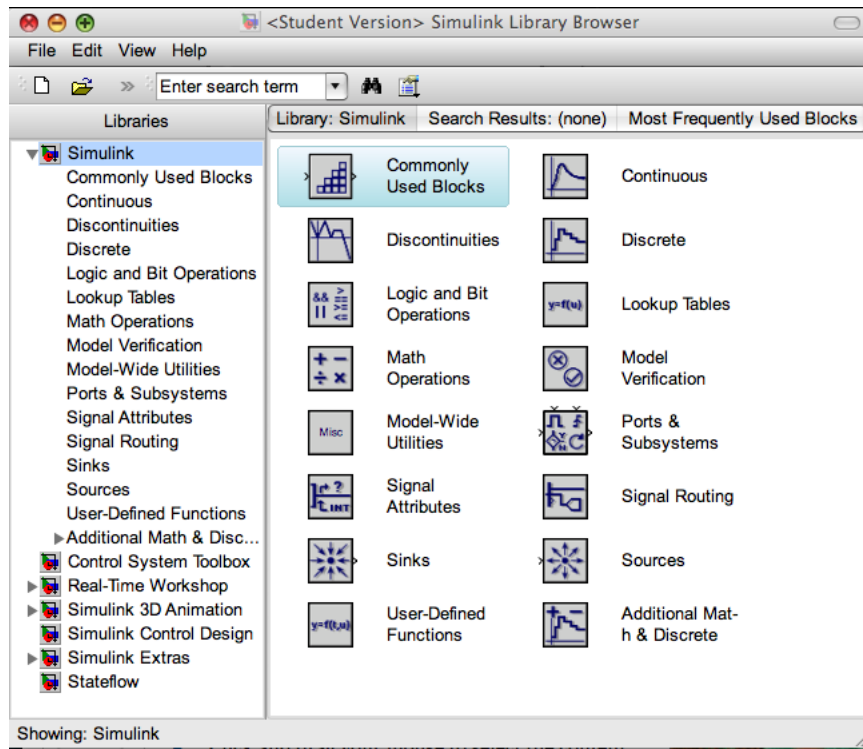 <Student Version> Simulink Library Browser
File Edit View Help
Enter search term
Libraries
Library: Simulink Search Results: (none) Most Frequently Used Blocks
Simulink
Commonly Used Blocks
Continuous
Discontinuities
Discrete
Logic and Bit Operations
Lookup Tables
Math Operations
Model Verification
Model-Wide Utilities
Ports & Subsystems
Signal Attributes
Signal Routing
Sinks
Sources
User-Defined Functions
Additional Math & Disc...
Control System Toolbox
Real-Time Workshop
Simulink 3D Animation
Simulink Control Design
Simulink Extras
Stateflow
Commonly
Used Blocks
Continuous
Discontinuities
Discrete
&& >
>=
|| <=
Logic and Bit
Operations
y=f(u)
Lookup Tables
+ −
÷ ×
Math
Operations
Model
Verification
Misc
Model-Wide
Utilities
Ports &
Subsystems
?
INT
Signal
Attributes
Signal Routing
Sinks
Sources
y=f(t,u)
User-Defined
Functions
+ −
Additional Mat-
h & Discrete
Showing: Simulink